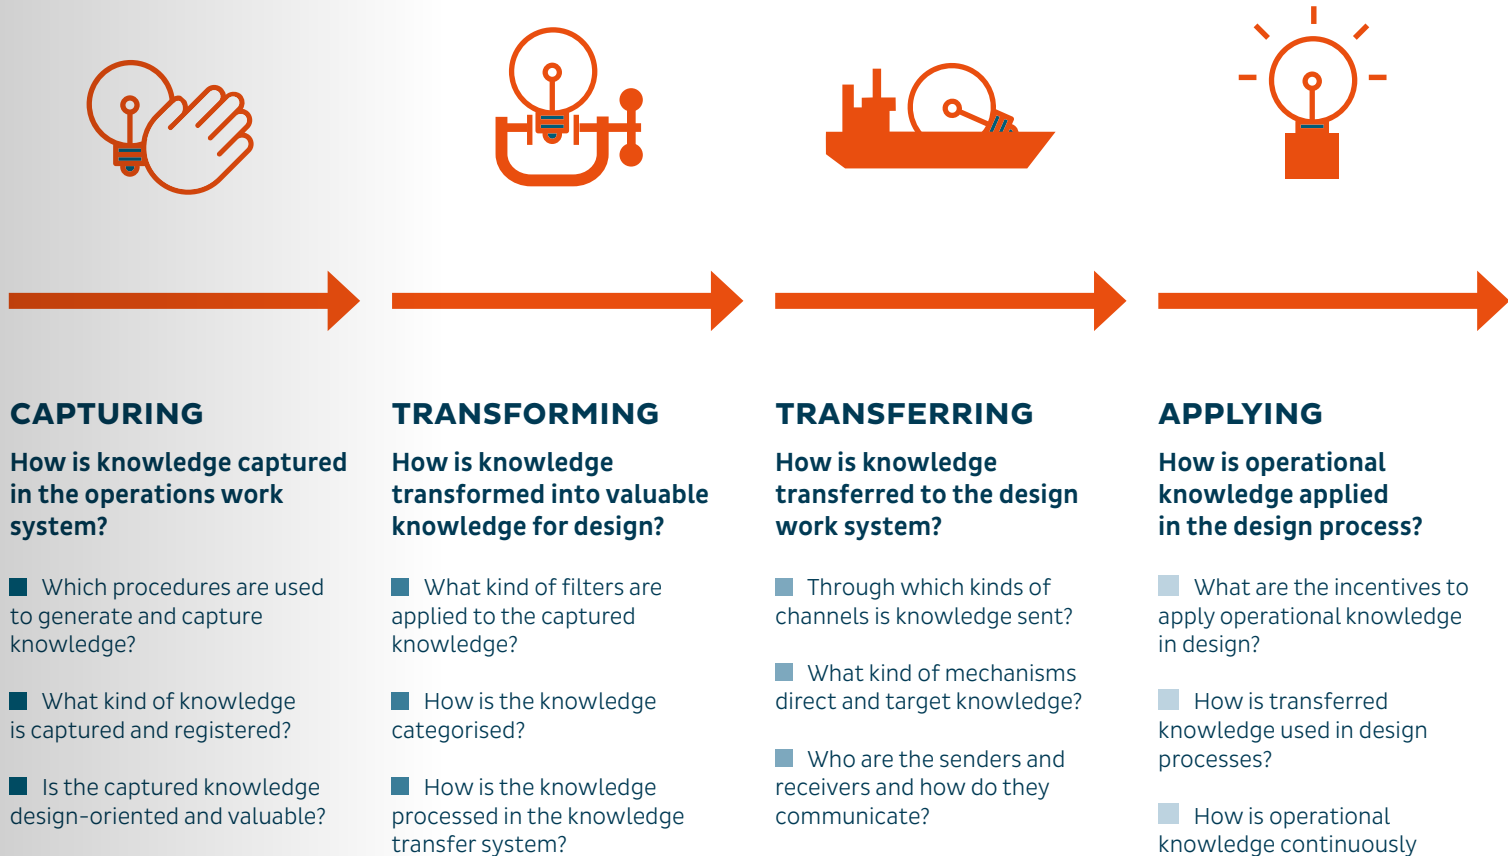 CAPTURING
How is knowledge captured
in the operations work
system?
Which procedures are used
to generate and capture
knowledge?
What kind of knowledge
is captured and registered?
Is the captured knowledge
design-oriented and valuable?
TRANSFORMING
How is knowledge
transformed into valuable
knowledge for design?
What kind of filters are
applied to the captured
knowledge?
How is the knowledge
categorised?
How is the knowledge
processed in the knowledge
transfer system?
TRANSFERRING
How is knowledge
transferred to the design
work system?
Through which kinds of
channels is knowledge sent?
What kind of mechanisms
direct and target knowledge?
Who are the senders and
receivers and how do they
communicate?
APPLYING
How is operational
knowledge applied
in the design process?
What are the incentives to
apply operational knowledge
in design?
How is transferred
knowledge used in design
processes?
How is operational
knowledge continuously